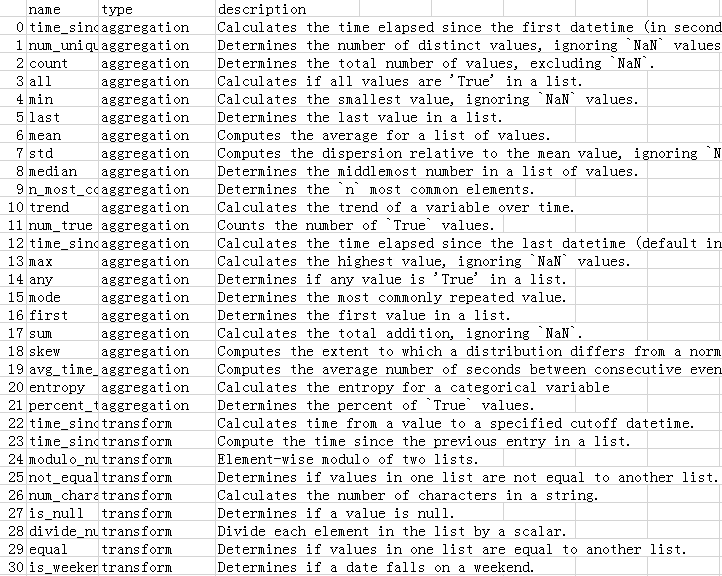 name type description
0 time_sinc aggregation Calculates the time elapsed since the first datetime (in second
1 num_uniqu aggregation Determines the number of distinct values, ignoring `NaN` values
2 count aggregation Determines the total number of values, excluding `NaN`.
3 all aggregation Calculates if all values are 'True' in a list.
4 min aggregation Calculates the smallest value, ignoring `NaN` values.
5 last aggregation Determines the last value in a list.
6 mean aggregation Computes the average for a list of values.
7 std aggregation Computes the dispersion relative to the mean value, ignoring `N
8 median aggregation Determines the middlemost number in a list of values.
9 n_most_co aggregation Determines the `n` most common elements.
10 trend aggregation Calculates the trend of a variable over time.
11 num_true aggregation Counts the number of `True` values.
12 time_sinc aggregation Calculates the time elapsed since the last datetime (default in
13 max aggregation Calculates the highest value, ignoring `NaN` values.
14 any aggregation Determines if any value is 'True' in a list.
15 mode aggregation Determines the most commonly repeated value.
16 first aggregation Determines the first value in a list.
17 sum aggregation Calculates the total addition, ignoring `NaN`.
18 skew aggregation Computes the extent to which a distribution differs from a norm
19 avg_time_ aggregation Computes the average number of seconds between consecutive even
20 entropy aggregation Calculates the entropy for a categorical variable
21 percent_t aggregation Determines the percent of `True` values.
22 time_sinc transform Calculates time from a value to a specified cutoff datetime.
23 time_sinc transform Compute the time since the previous entry in a list.
24 modulo_nu transform Element-wise modulo of two lists.
25 not_equal transform Determines if values in one list are not equal to another list.
26 num_chara transform Calculates the number of characters in a string.
27 is_null transform Determines if a value is null.
28 divide_nu transform Divide each element in the list by a scalar.
29 equal transform Determines if values in one list are equal to another list.
30 is_weeken transform Determines if a date falls on a weekend.